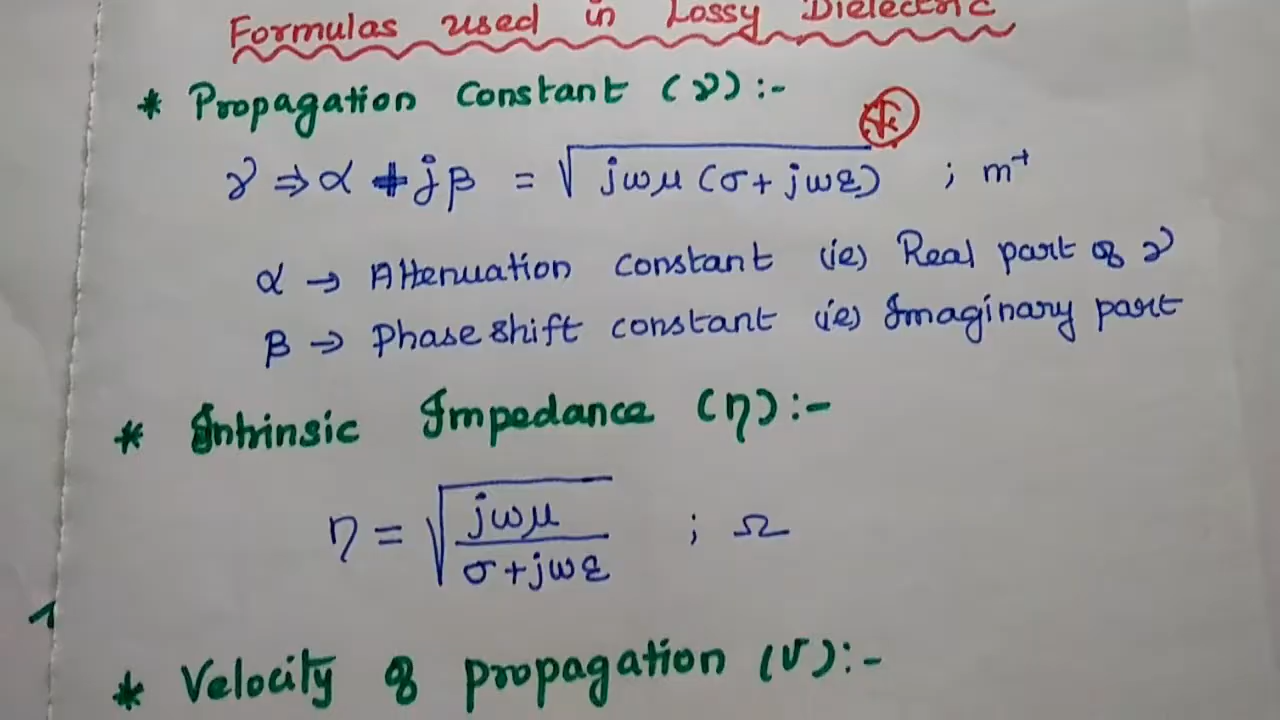 Formulas used in Lossy Dielectric
* Propagation Constant (γ):-
γ ⇒ α + jβ = √jωμ(σ+jωε) ; m⁻¹
α → Attenuation constant (ie) Real part of γ
β → Phase shift constant (ie) Imaginary part
* Intrinsic Impedance (η):-
η = √(jωμ / σ+jωε) ; Ω
* Velocity of propagation (v):-